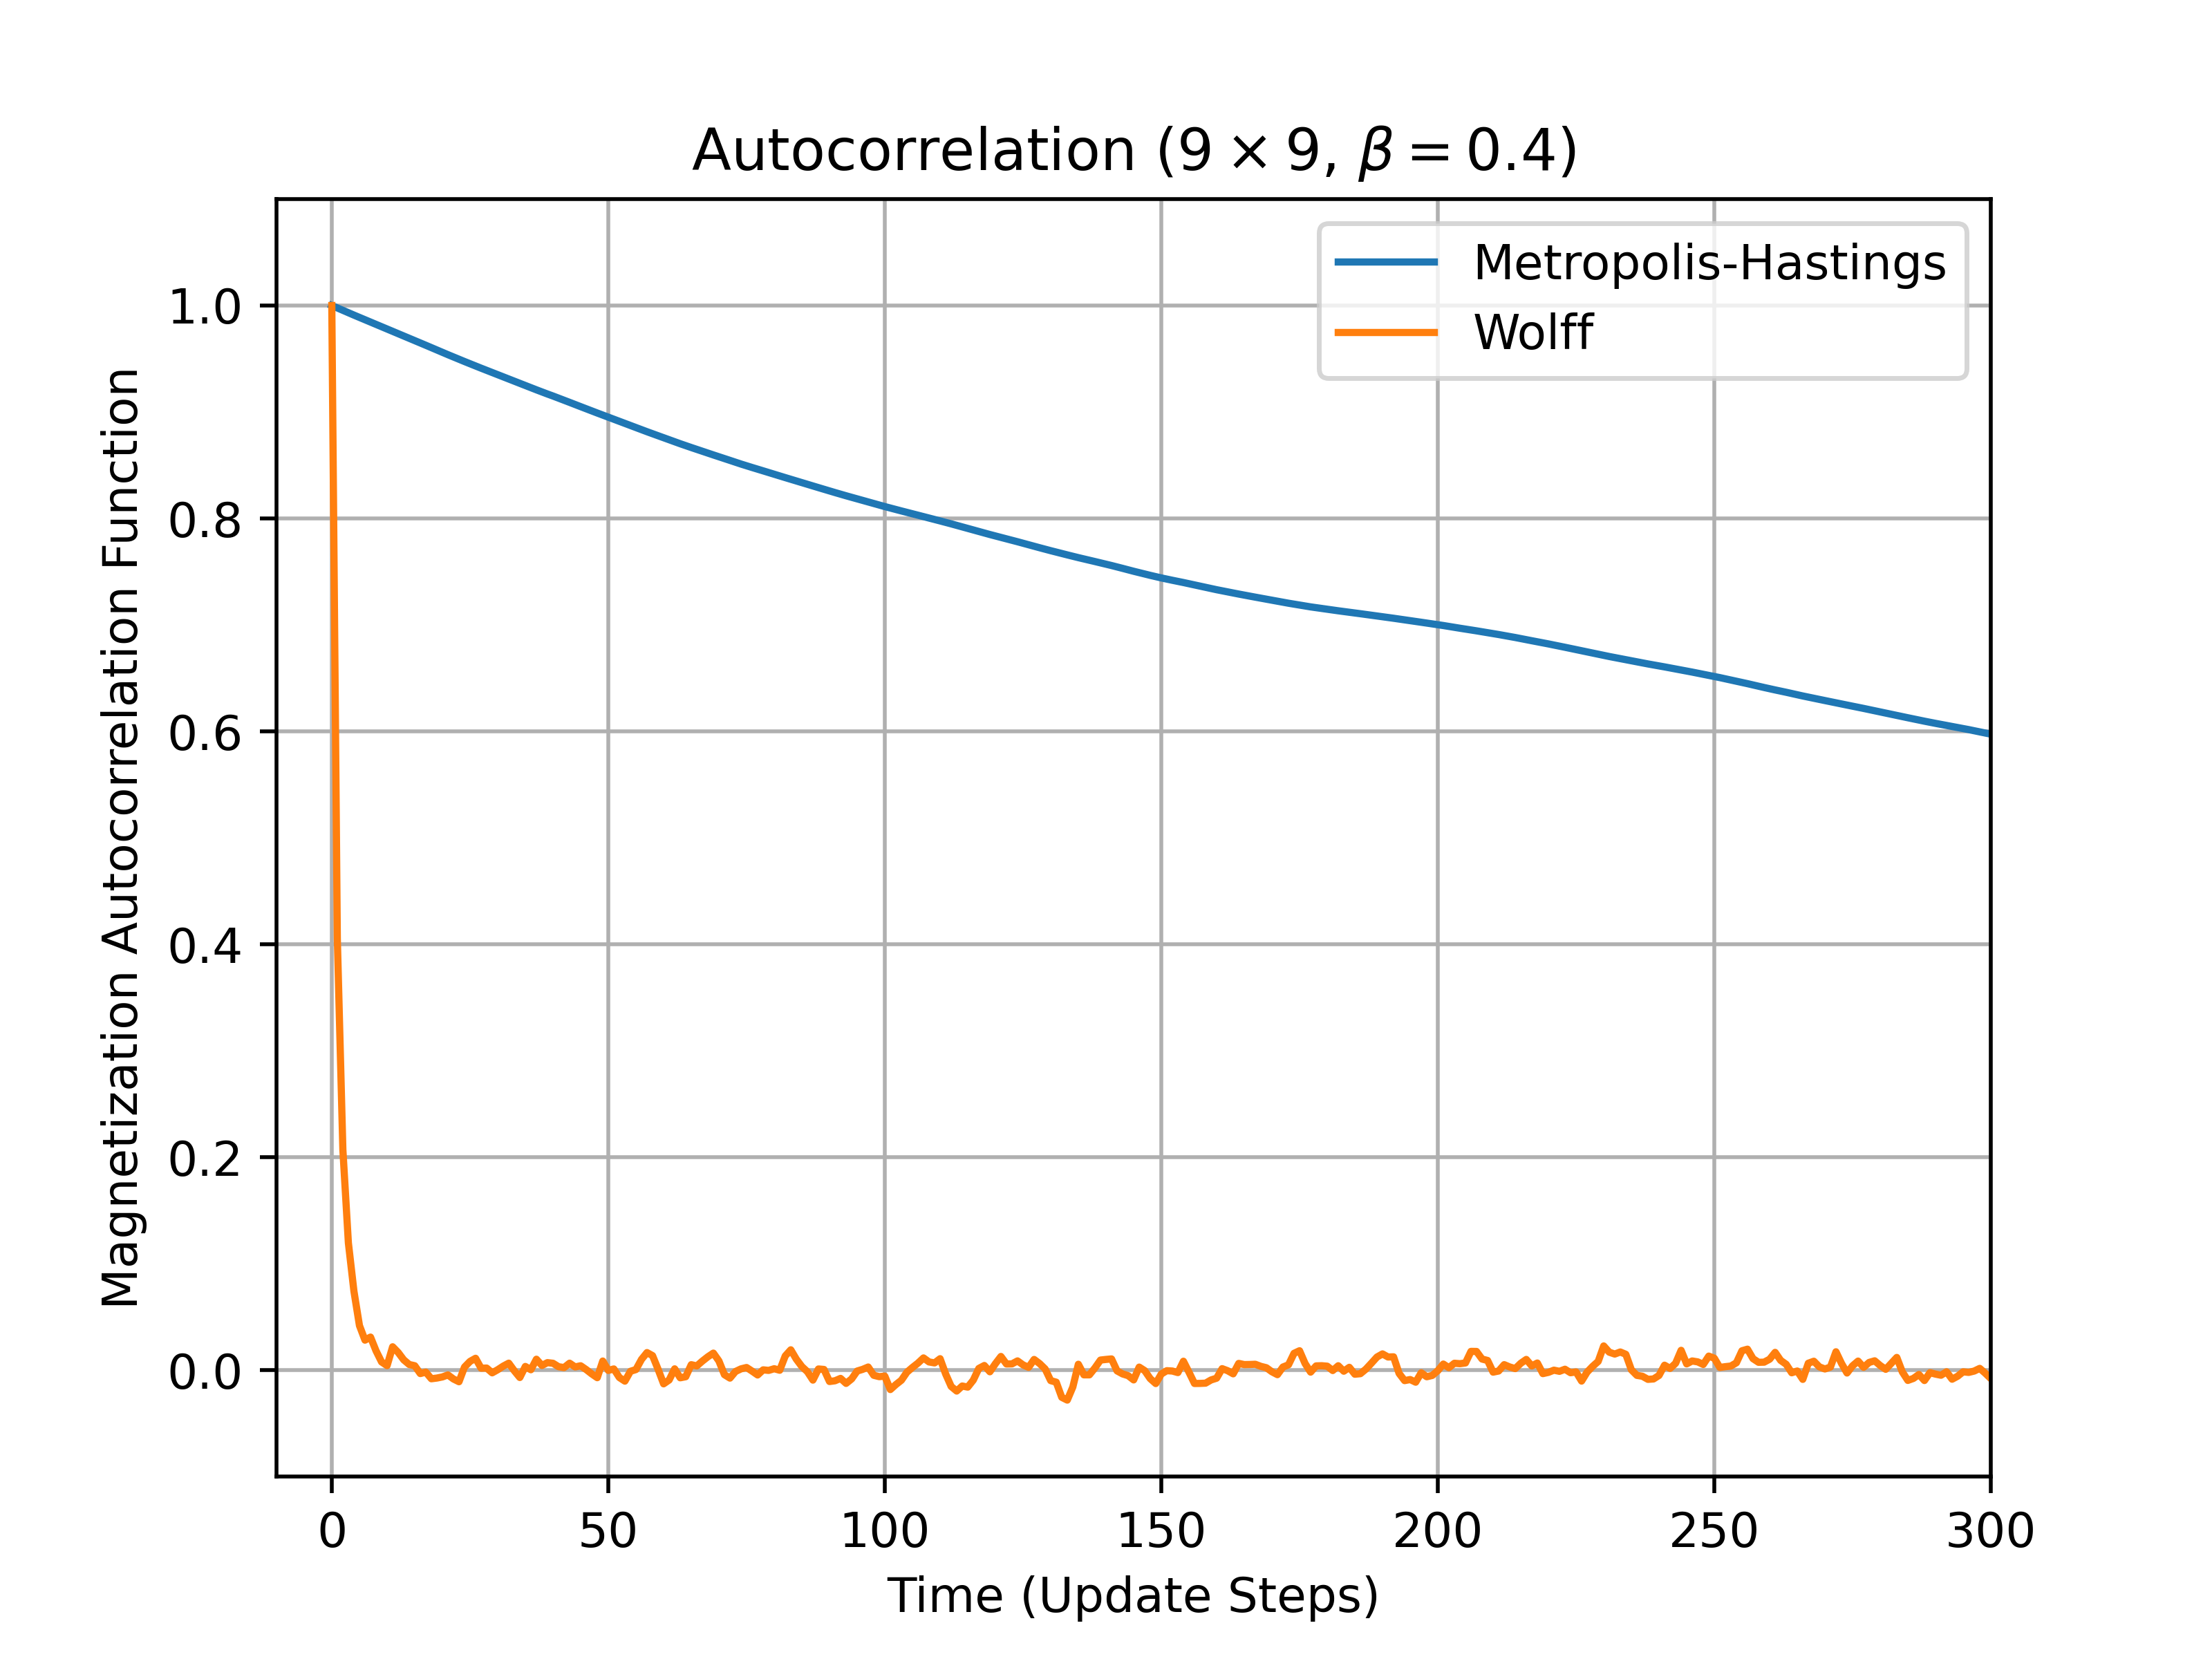 Autocorrelation (9 × 9, β = 0.4)
Metropolis-Hastings
Wolff
Magnetization Autocorrelation Function
1.0
0.8
0.6
0.4
0.2
0.0
0 50 100 150 200 250 300
Time (Update Steps)